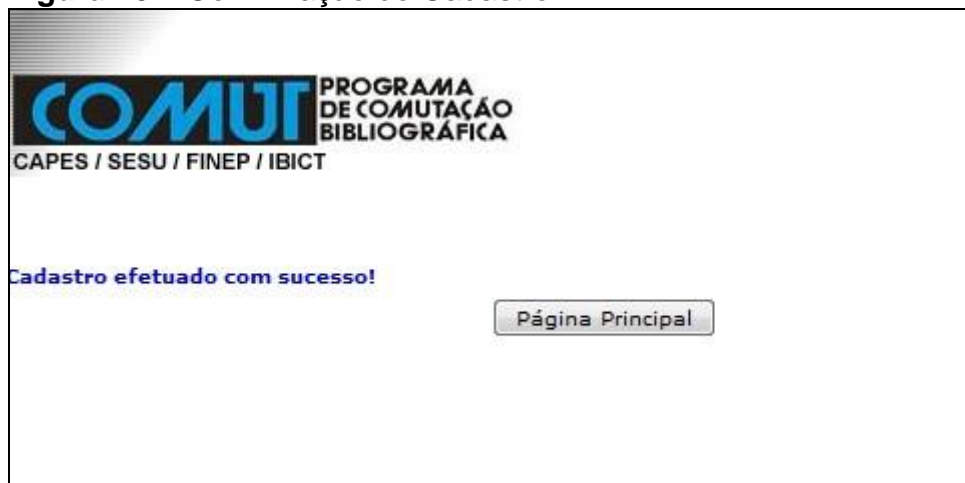 COMUT
PROGRAMA
DE COMUTAÇÃO
BIBLIOGRÁFICA
CAPES / SESU / FINEP / IBICT
Cadastro efetuado com sucesso!
Página Principal